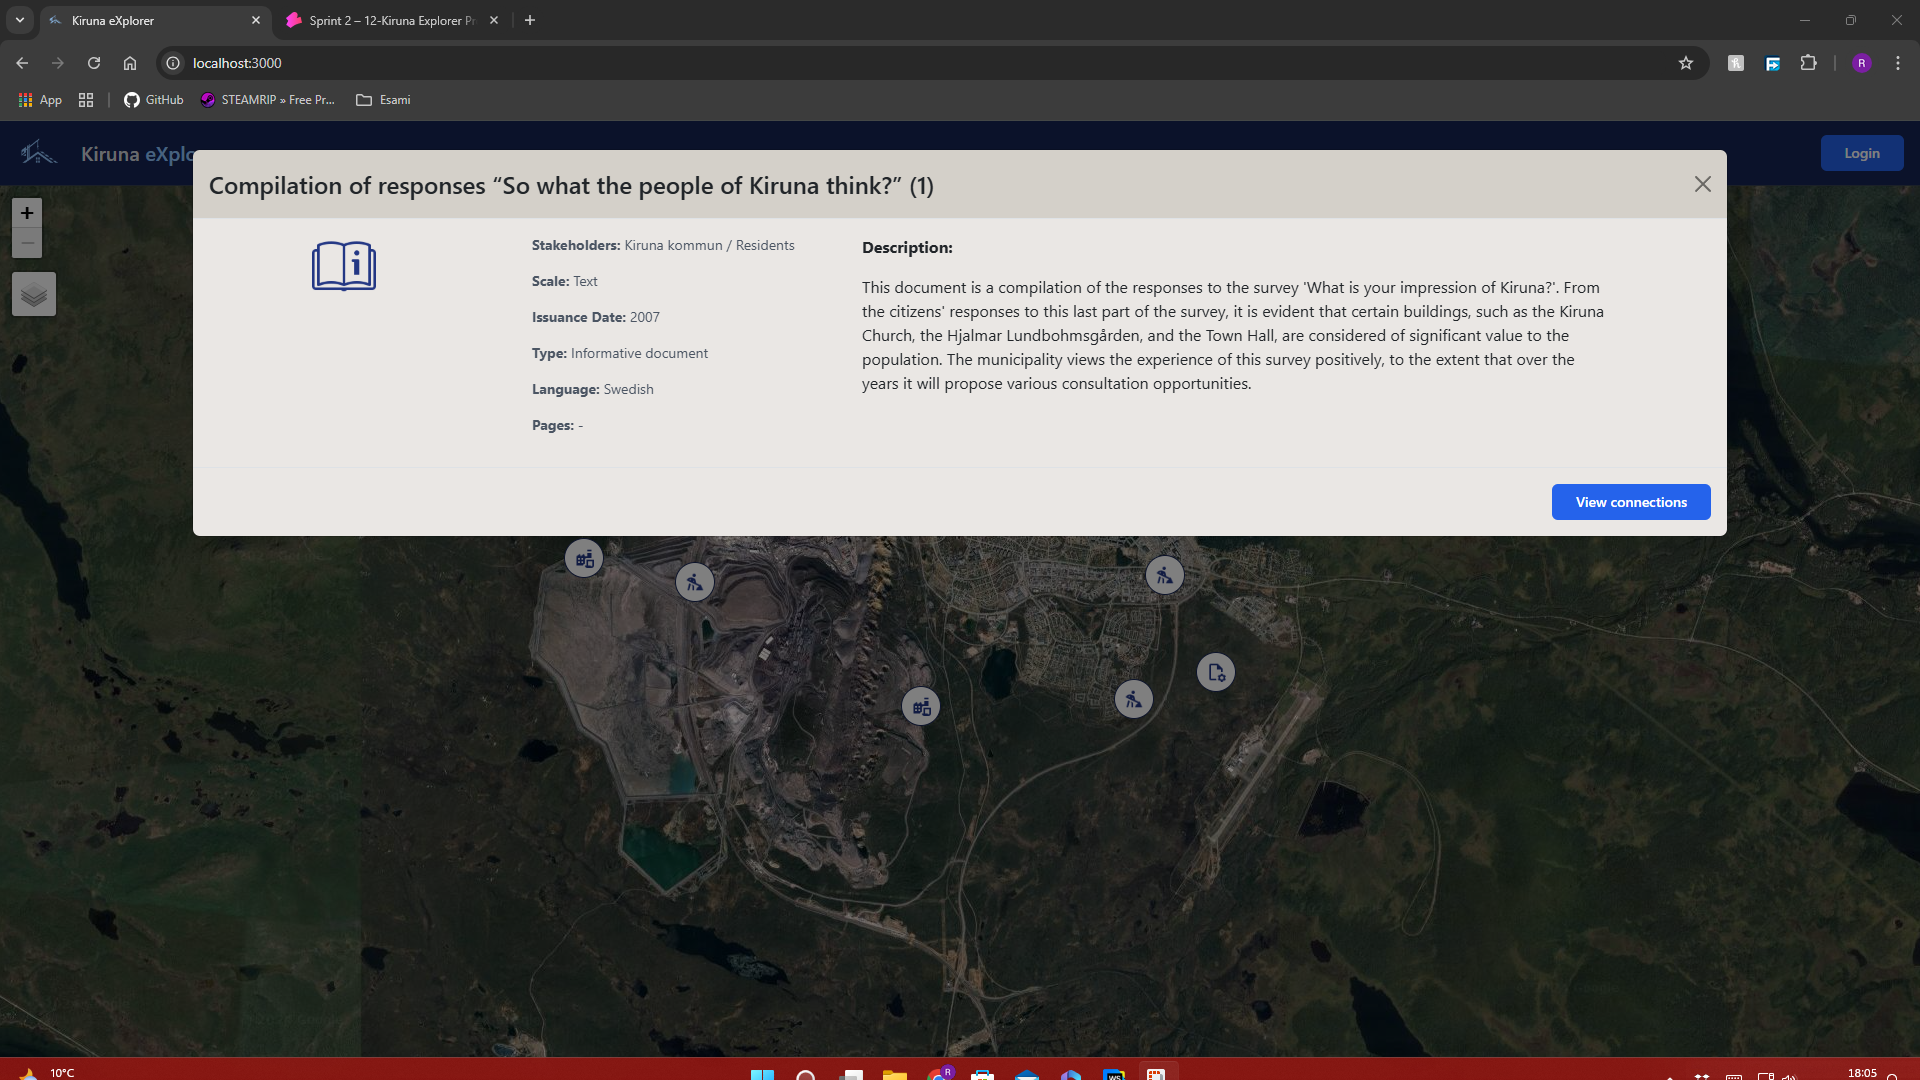 Kiruna eXplorer
Sprint 2 – 12-Kiruna Explorer Pr
localhost:3000
R
App
GitHub
STEAMRIP » Free Pr...
Esami
Kiruna eXplo
Login
Compilation of responses “So what the people of Kiruna think?” (1)
+
−
i
Stakeholders: Kiruna kommun / Residents
Scale: Text
Issuance Date: 2007
Type: Informative document
Language: Swedish
Pages: -
Description:
This document is a compilation of the responses to the survey 'What is your impression of Kiruna?'. From
the citizens' responses to this last part of the survey, it is evident that certain buildings, such as the Kiruna
Church, the Hjalmar Lundbohmsgården, and the Town Hall, are considered of significant value to the
population. The municipality views the experience of this survey positively, to the extent that over the
years it will propose various consultation opportunities.
View connections
10°C
R
WS
18:05